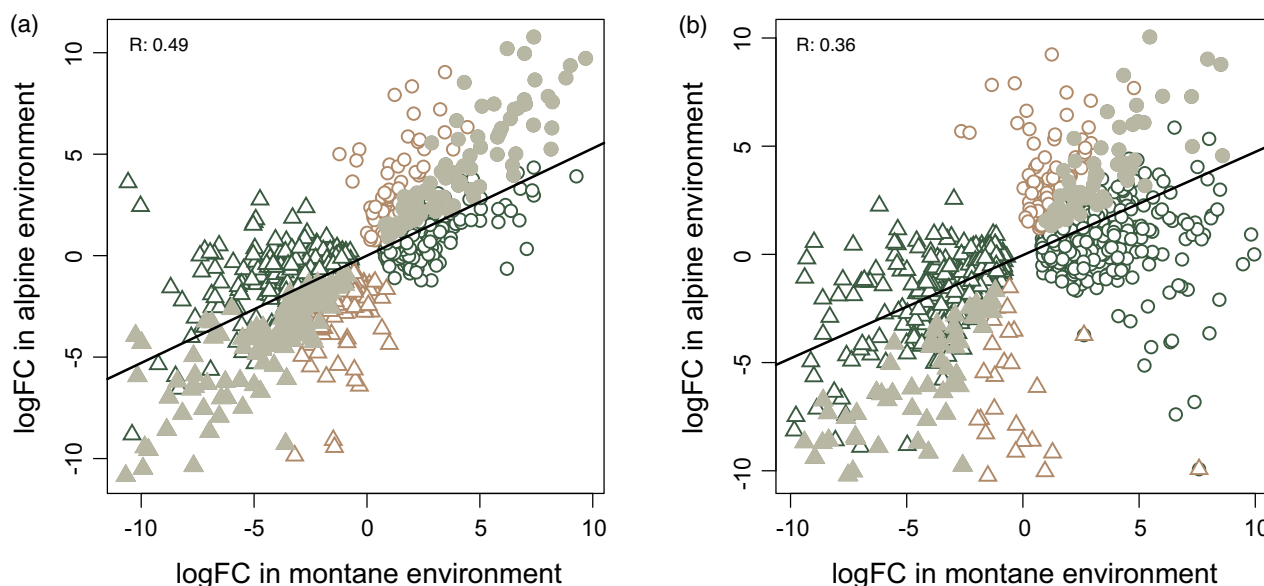 (a)
R: 0.49
10
5
0
-5
-10
logFC in alpine environment
-10 -5 0 5 10
logFC in montane environment
(b)
R: 0.36
10
5
0
-5
-10
logFC in alpine environment
-10 -5 0 5 10
logFC in montane environment